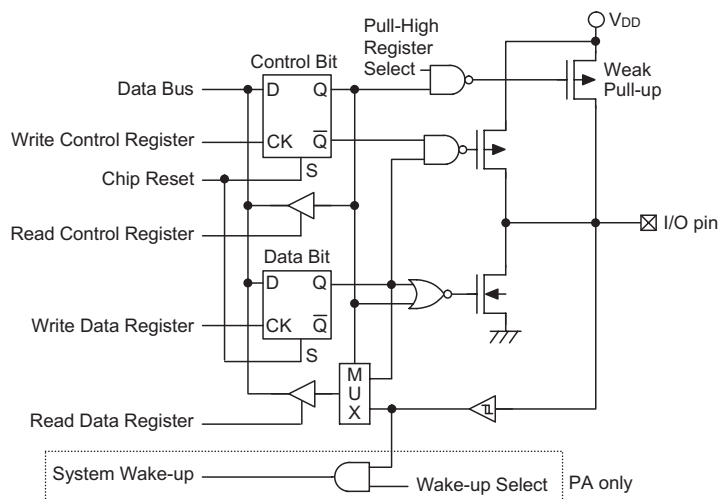 VDD
Pull-High
Register
Select
Weak
Pull-up
Control Bit
Data Bus
D Q
Write Control Register
CK Q
Chip Reset
S
I/O pin
Read Control Register
Data Bit
D Q
Write Data Register
CK Q
S
M
U
X
Read Data Register
System Wake-up
Wake-up Select
PA only